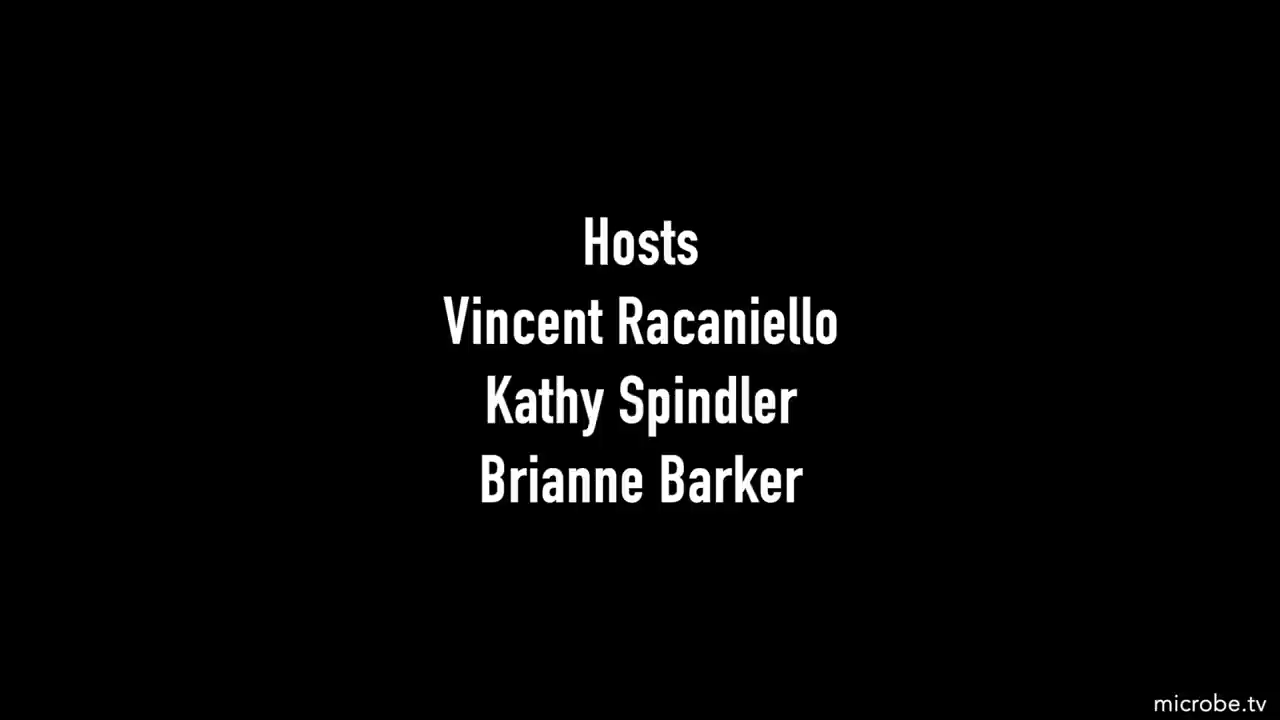 Hosts
Vincent Racaniello
Kathy Spindler
Brianne Barker
microbe.tv